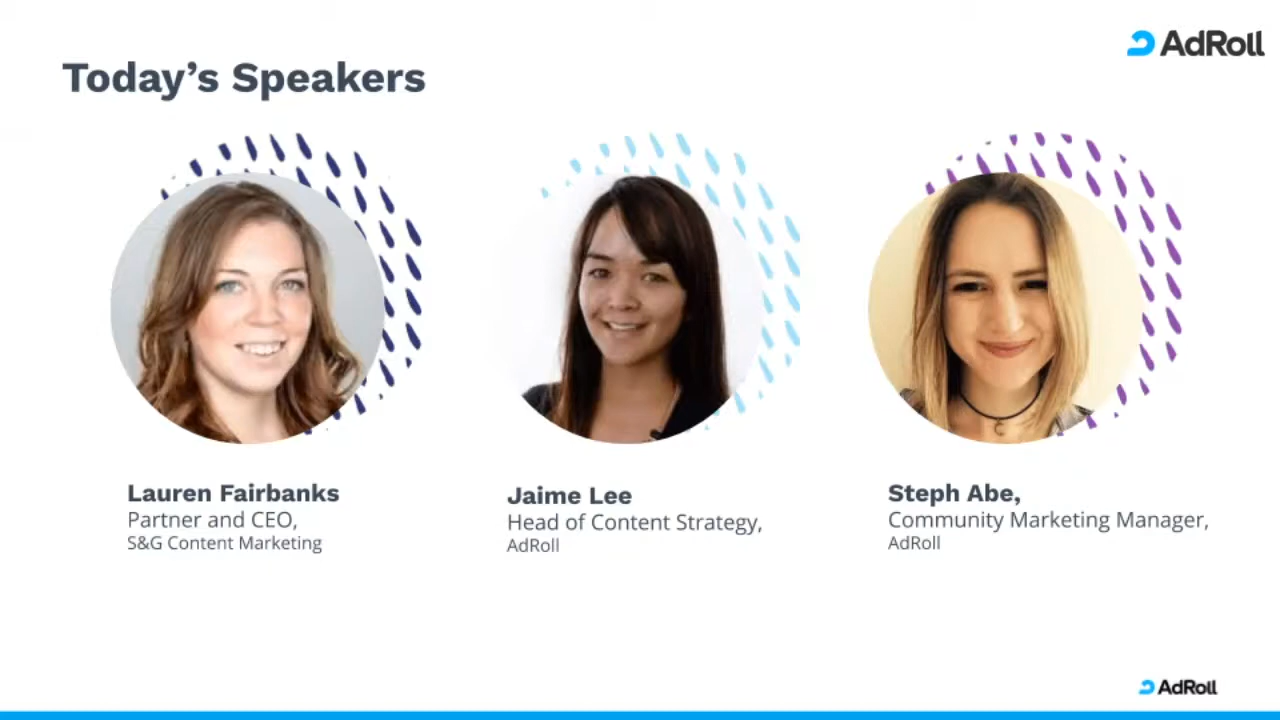 AdRoll
Today’s Speakers
Lauren Fairbanks
Partner and CEO,
S&G Content Marketing
Jaime Lee
Head of Content Strategy,
AdRoll
Steph Abe,
Community Marketing Manager,
AdRoll
AdRoll